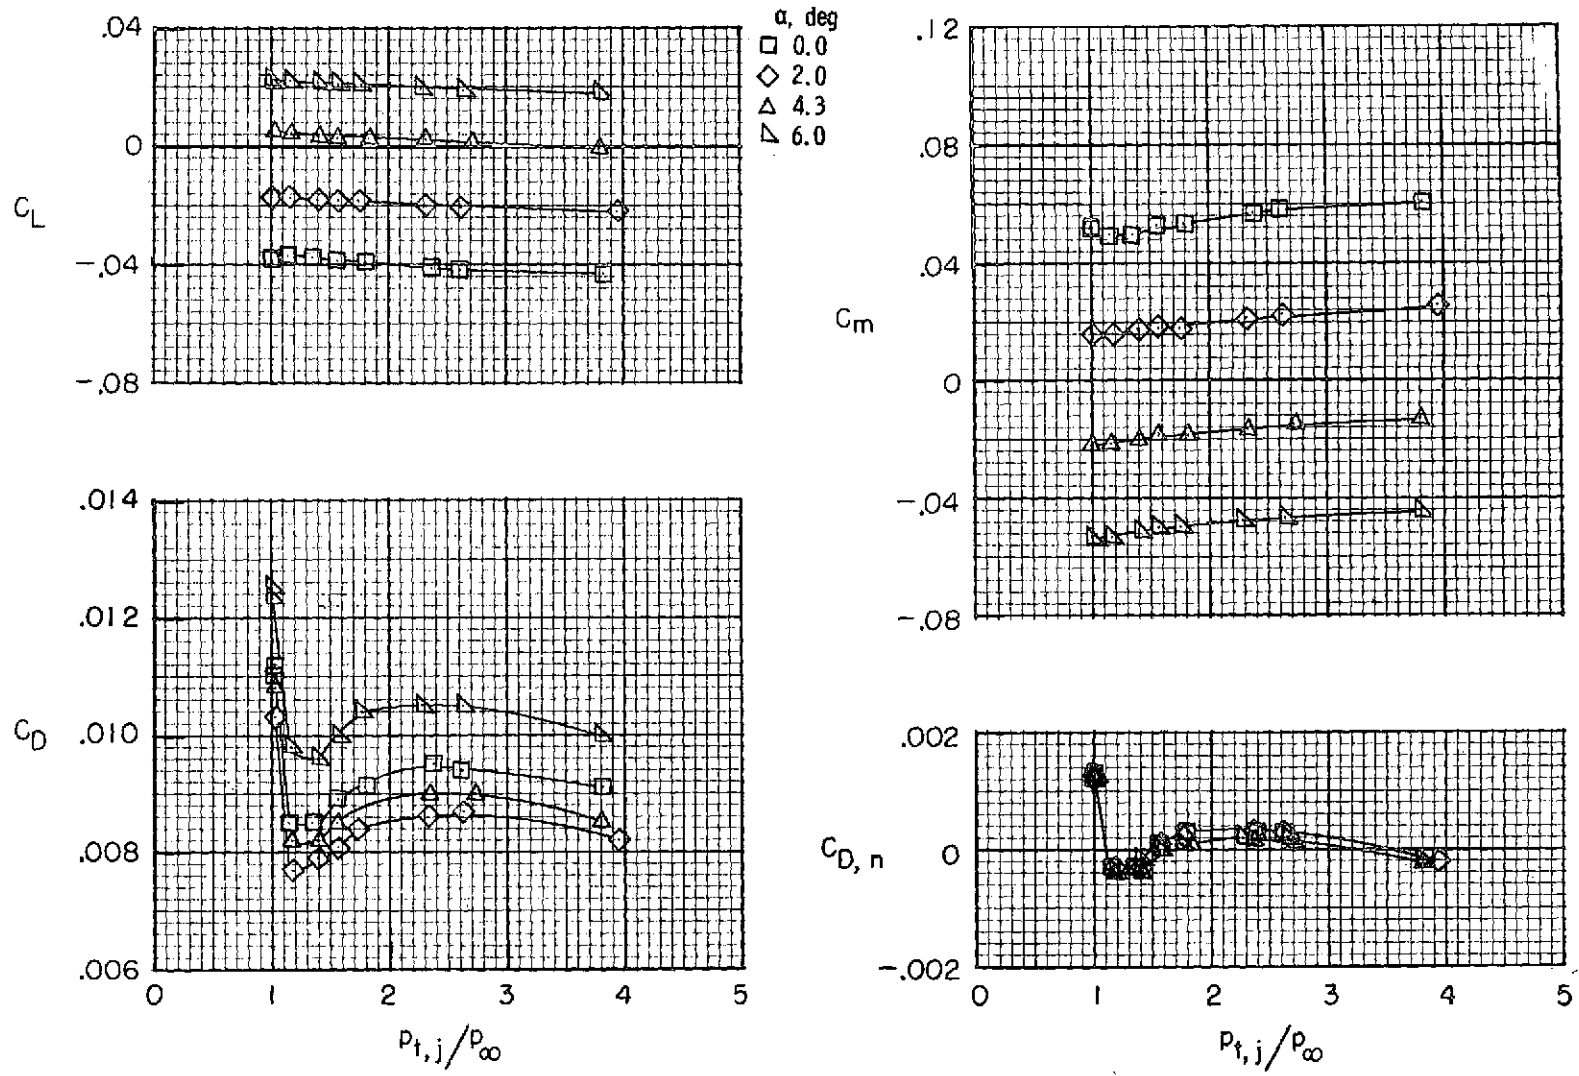 .04
0
-.04
-.08
C_L
α, deg
0.0
2.0
4.3
6.0
.12
.08
.04
0
-.04
-.08
C_m
.014
.012
.010
.008
.006
C_D
0 1 2 3 4 5
p_t,j/p_∞
.002
0
-.002
C_D,n
0 1 2 3 4 5
p_t,j/p_∞